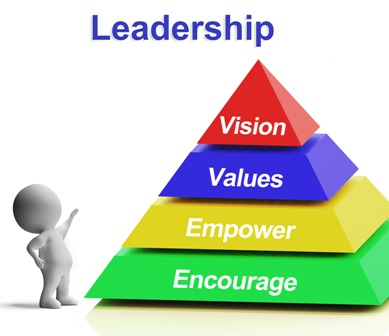 Leadership
Vision
Values
Empower
Encourage